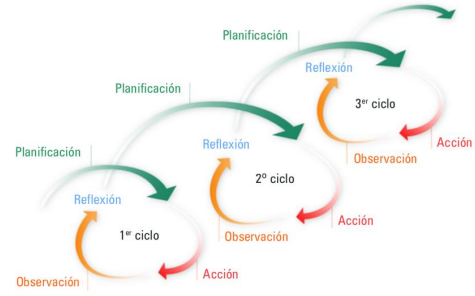 Planificación
Reflexión
3er ciclo
Acción
Observación
Planificación
Reflexión
2º ciclo
Acción
Observación
Planificación
Reflexión
1er ciclo
Acción
Observación